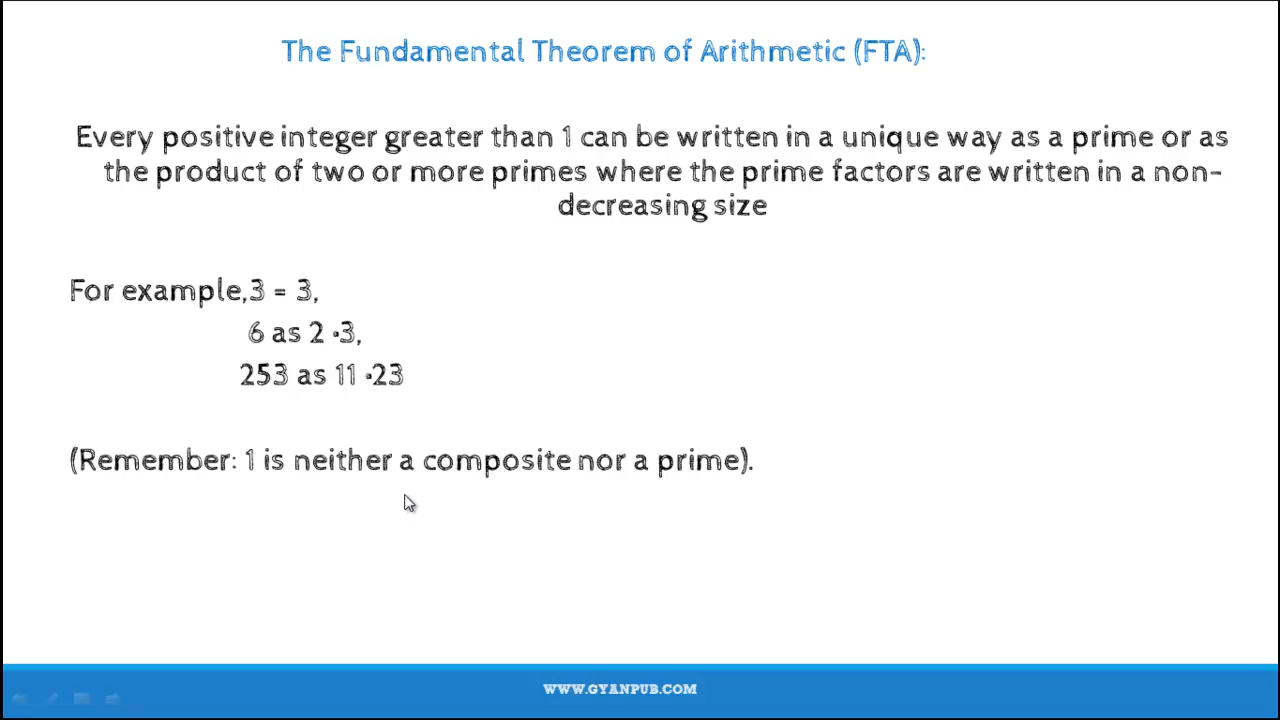 The Fundamental Theorem of Arithmetic (FTA):
Every positive integer greater than 1 can be written in a unique way as a prime or as
the product of two or more primes where the prime factors are written in a non-
decreasing size
For example,3 = 3,
6 as 2 ·3,
253 as 11 ·23
(Remember: 1 is neither a composite nor a prime).
WWW.GYANPUB.COM